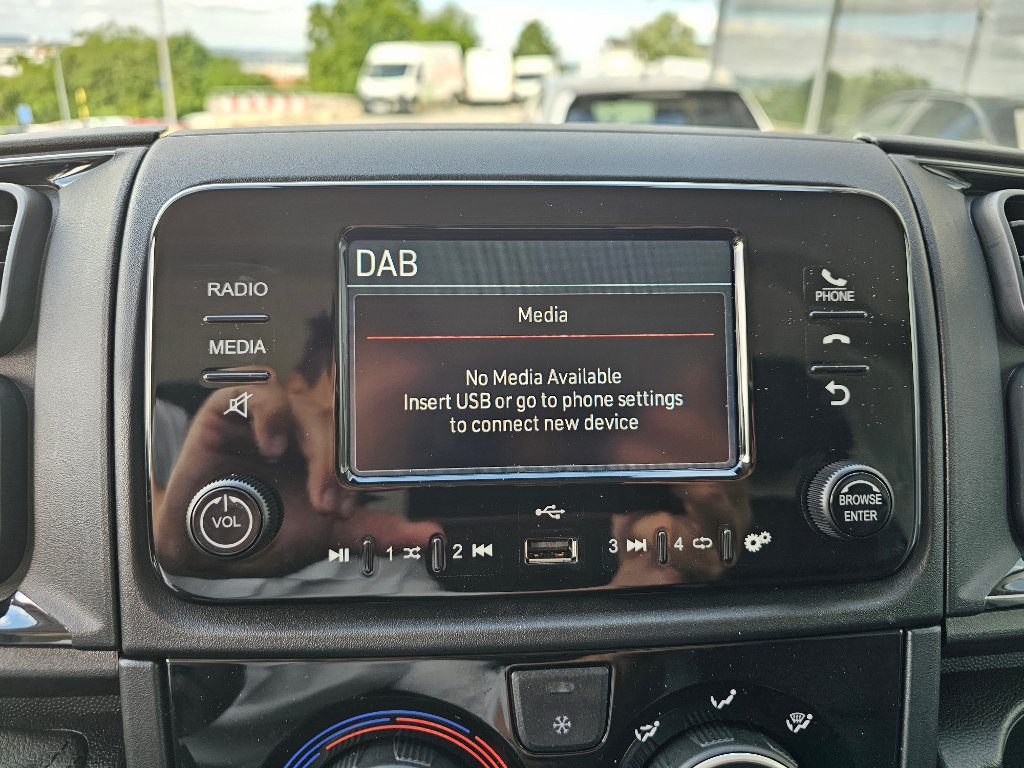 DAB
RADIO
MEDIA
Media
No Media Available
Insert USB or go to phone settings
to connect new device
PHONE
VOL
BROWSE
ENTER
1
2
3
4